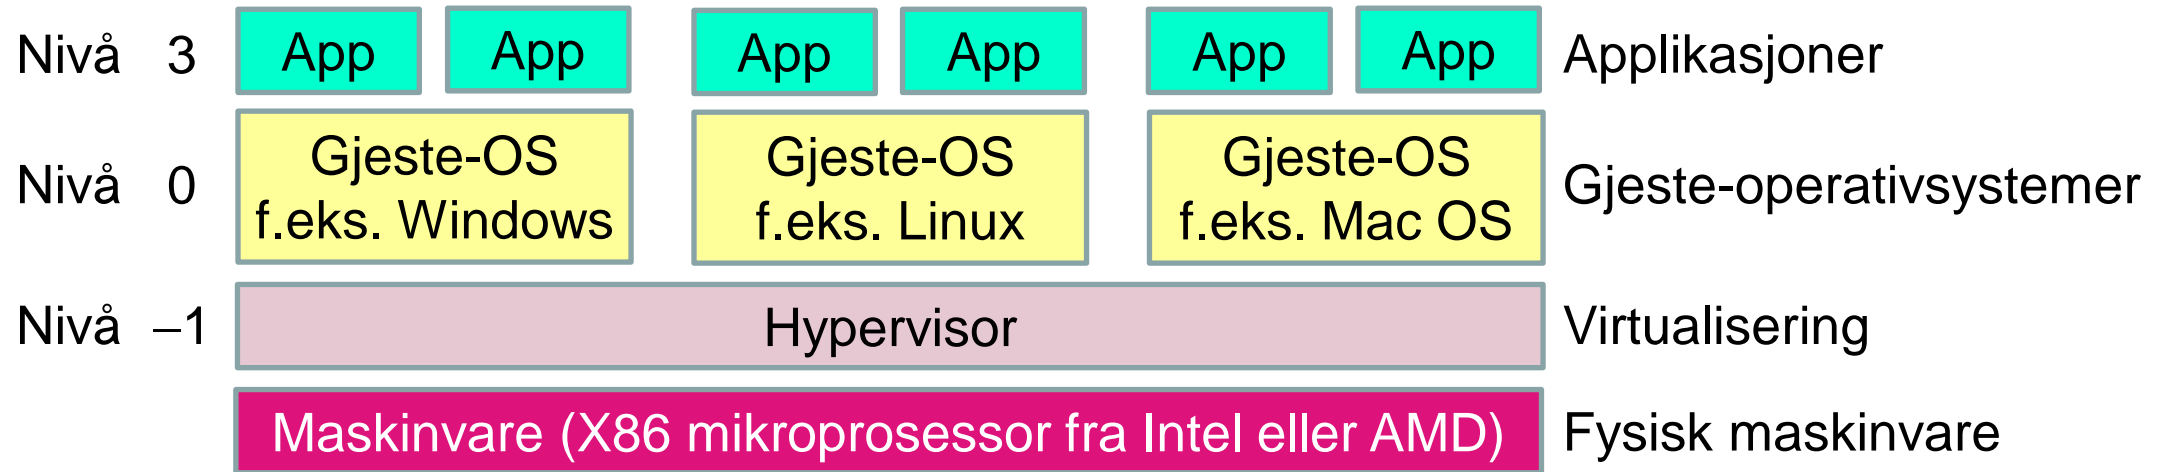 Nivå 3 App App App App App App Applikasjoner
Nivå 0 Gjeste-OS Gjeste-OS Gjeste-OS Gjeste-operativsystemer
f.eks. Windows f.eks. Linux f.eks. Mac OS
Nivå −1 Hypervisor Virtualisering
Maskinvare (X86 mikroprosessor fra Intel eller AMD) Fysisk maskinvare